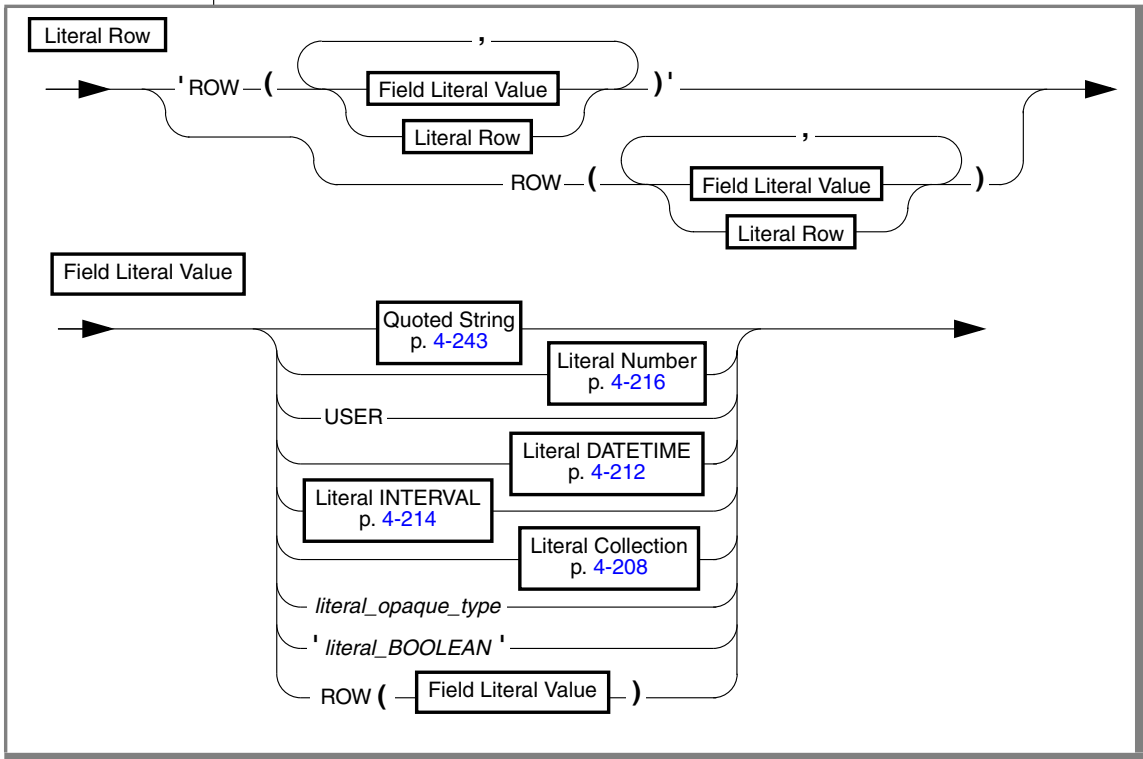 Literal Row
,
' ROW ( Field Literal Value ) '
Literal Row
,
ROW ( Field Literal Value )
Literal Row
Field Literal Value
Quoted String
p. 4-243
Literal Number
p. 4-216
USER
Literal DATETIME
p. 4-212
Literal INTERVAL
p. 4-214
Literal Collection
p. 4-208
literal_opaque_type
' literal_BOOLEAN '
ROW ( Field Literal Value )